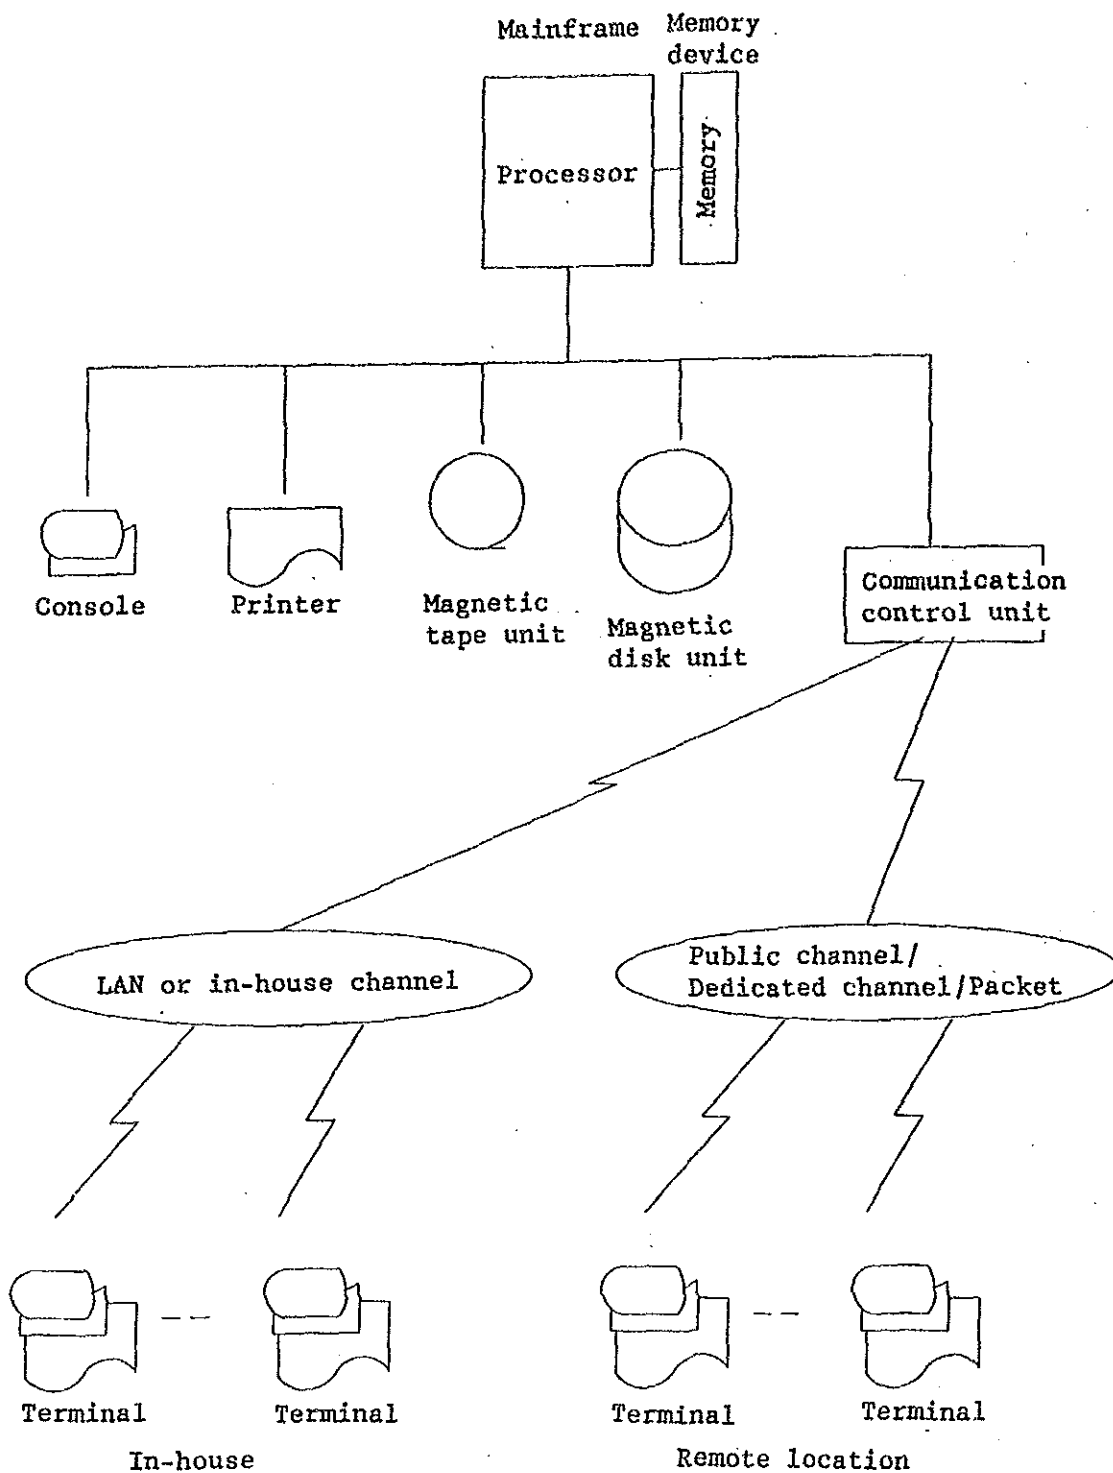 Mainframe
Memory
device
Processor
Memory
Console
Printer
Magnetic
tape unit
Magnetic
disk unit
Communication
control unit
LAN or in-house channel
Public channel/
Dedicated channel/Packet
Terminal
Terminal
Terminal
Terminal
In-house
Remote location